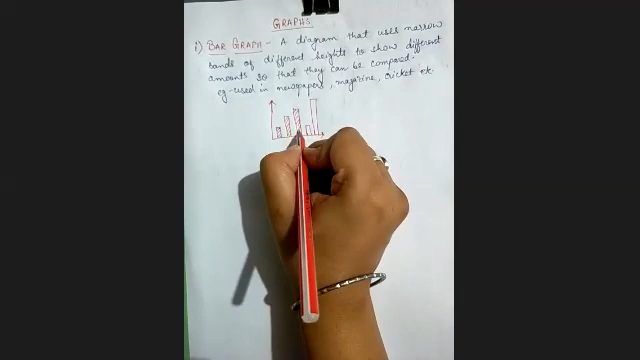 GRAPHS
i) BAR GRAPH - A diagram that uses narrow
bands of different heights to show different
amounts so that they can be compared.
eg - used in newspapers, magazine, cricket etc.